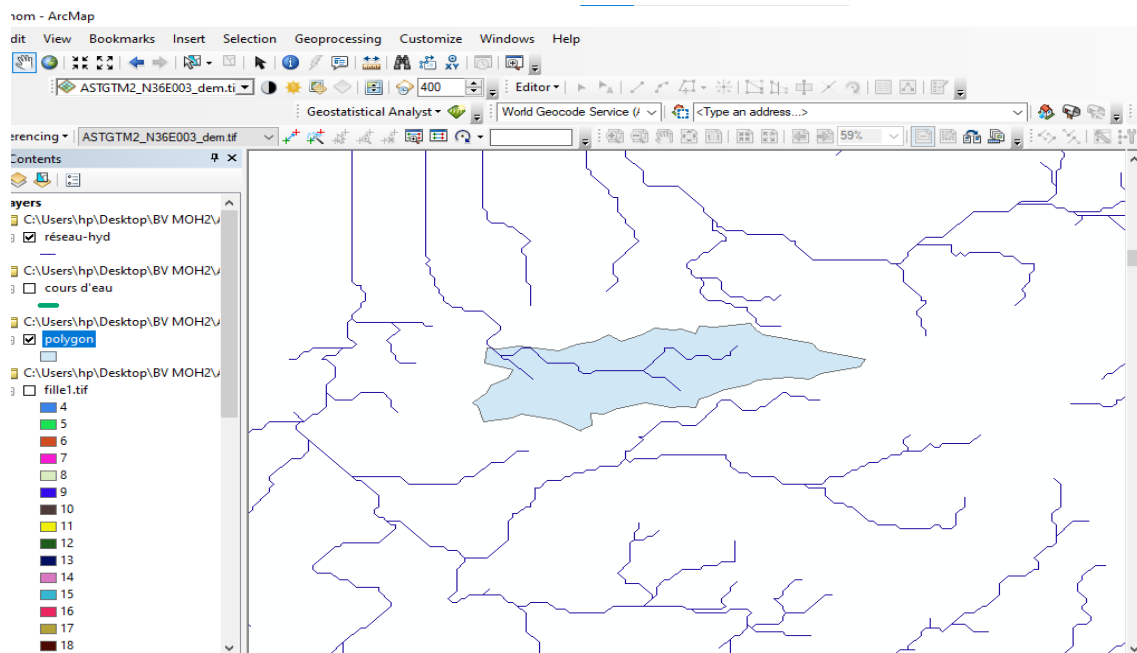 nom - ArcMap
dit View Bookmarks Insert Selection Geoprocessing Customize Windows Help
ASTGTM2_N36E003_dem.ti 400 Editor
Geostatistical Analyst World Geocode Service (A <Type an address...>
erencing ASTGTM2_N36E003_dem.tif 59%
Contents
ayers
C:\Users\hp\Desktop\BV MOH2\A
réseau-hyd
C:\Users\hp\Desktop\BV MOH2\A
cours d'eau
C:\Users\hp\Desktop\BV MOH2\A
polygon
C:\Users\hp\Desktop\BV MOH2\A
fille1.tif
4
5
6
7
8
9
10
11
12
13
14
15
16
17
18